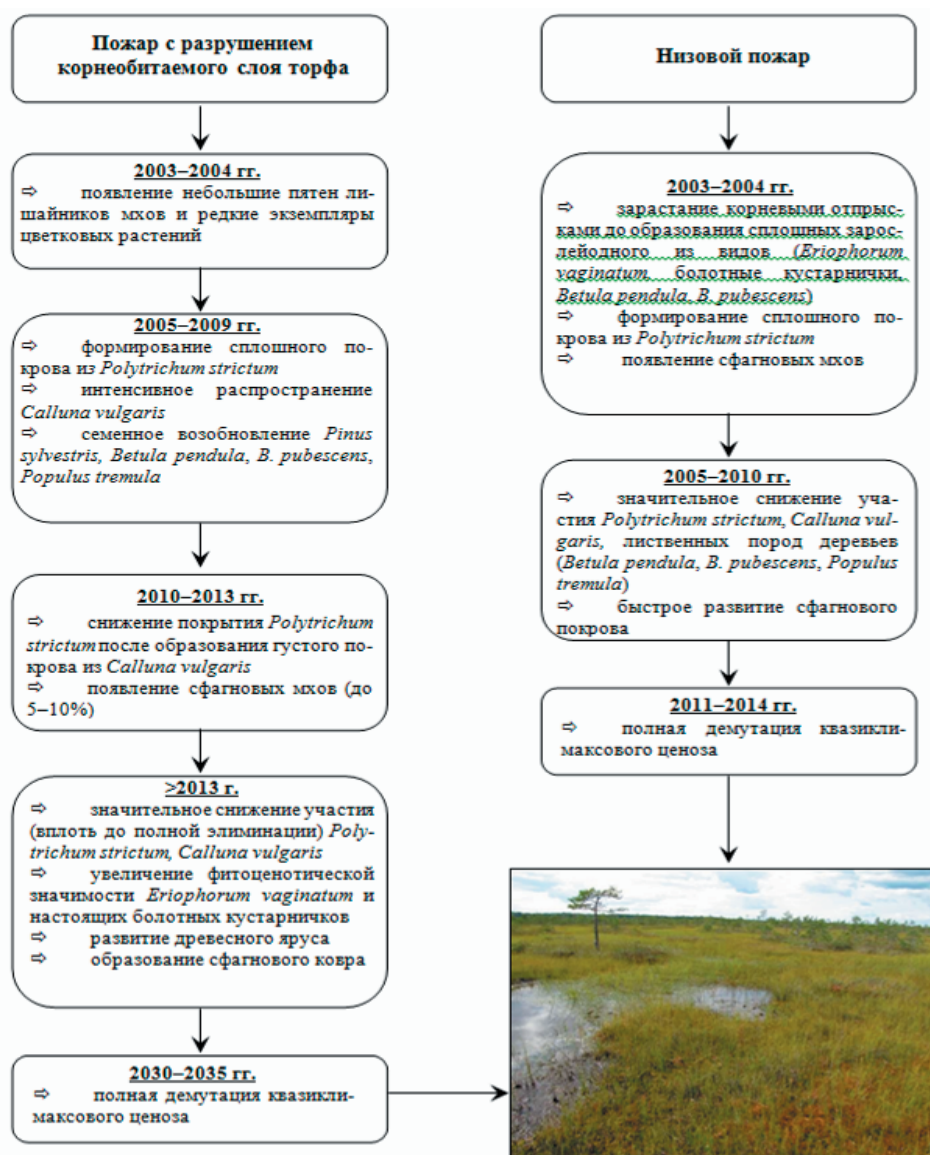 Пожар с разрушением
корнеобитаемого слоя торфа
2003–2004 гг.
⇨ появление небольшие пятен ли-
шайников мхов и редкие экземпляры
цветковых растений
2005–2009 гг.
⇨ формирование сплошного по-
крова из Polytrichum strictum
⇨ интенсивное распространение
Calluna vulgaris
⇨ семенное возобновление Pinus
sylvestris, Betula pendula, B. pubescens,
Populus tremula
2010–2013 гг.
⇨ снижение покрытия Polytrichum
strictum после образования густого по-
крова из Calluna vulgaris
⇨ появление сфагновых мхов (до
5–10%)
>2013 г.
⇨ значительное снижение участия
(вплоть до полной элиминации) Poly-
trichum strictum, Calluna vulgaris
⇨ увеличение фитоценотической
значимости Eriophorum vaginatum и
настоящих болотных кустарничков
⇨ развитие древесного яруса
⇨ образование сфагнового ковра
2030–2035 гг.
⇨ полная демутация квазикли-
максового ценоза
Низовой пожар
2003–2004 гг.
⇨ зарастание корневыми отпрыс-
ками до образования сплошных зарос-
лейодного из видов (Eriophorum
vaginatum, болотные кустарнички,
Betula pendula, B. pubescens)
⇨ формирование сплошного по-
крова из Polytrichum strictum
⇨ появление сфагновых мхов
2005–2010 гг.
⇨ значительное снижение уча-
стия Polytrichum strictum, Calluna vul-
garis, лиственных пород деревьев
(Betula pendula, B. pubescens, Populus
tremula)
⇨ быстрое развитие сфагнового
покрова
2011–2014 гг.
⇨ полная демутация квазикли-
максового ценоза